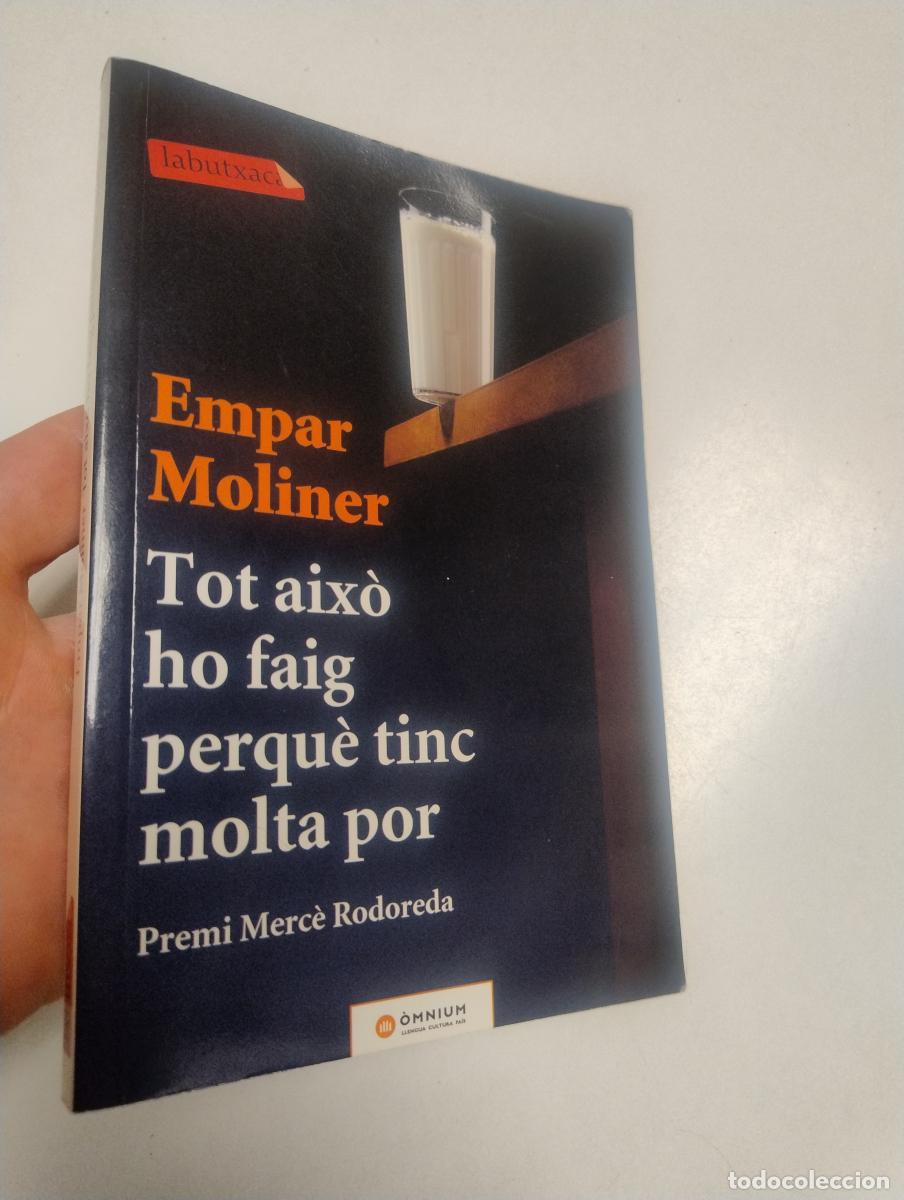 labutxaca
Empar
Moliner
Tot això
ho faig
perquè tinc
molta por
Premi Mercè Rodoreda
ÒMNIUM
LLENGUA CULTURA PAÍS
todocoleccion